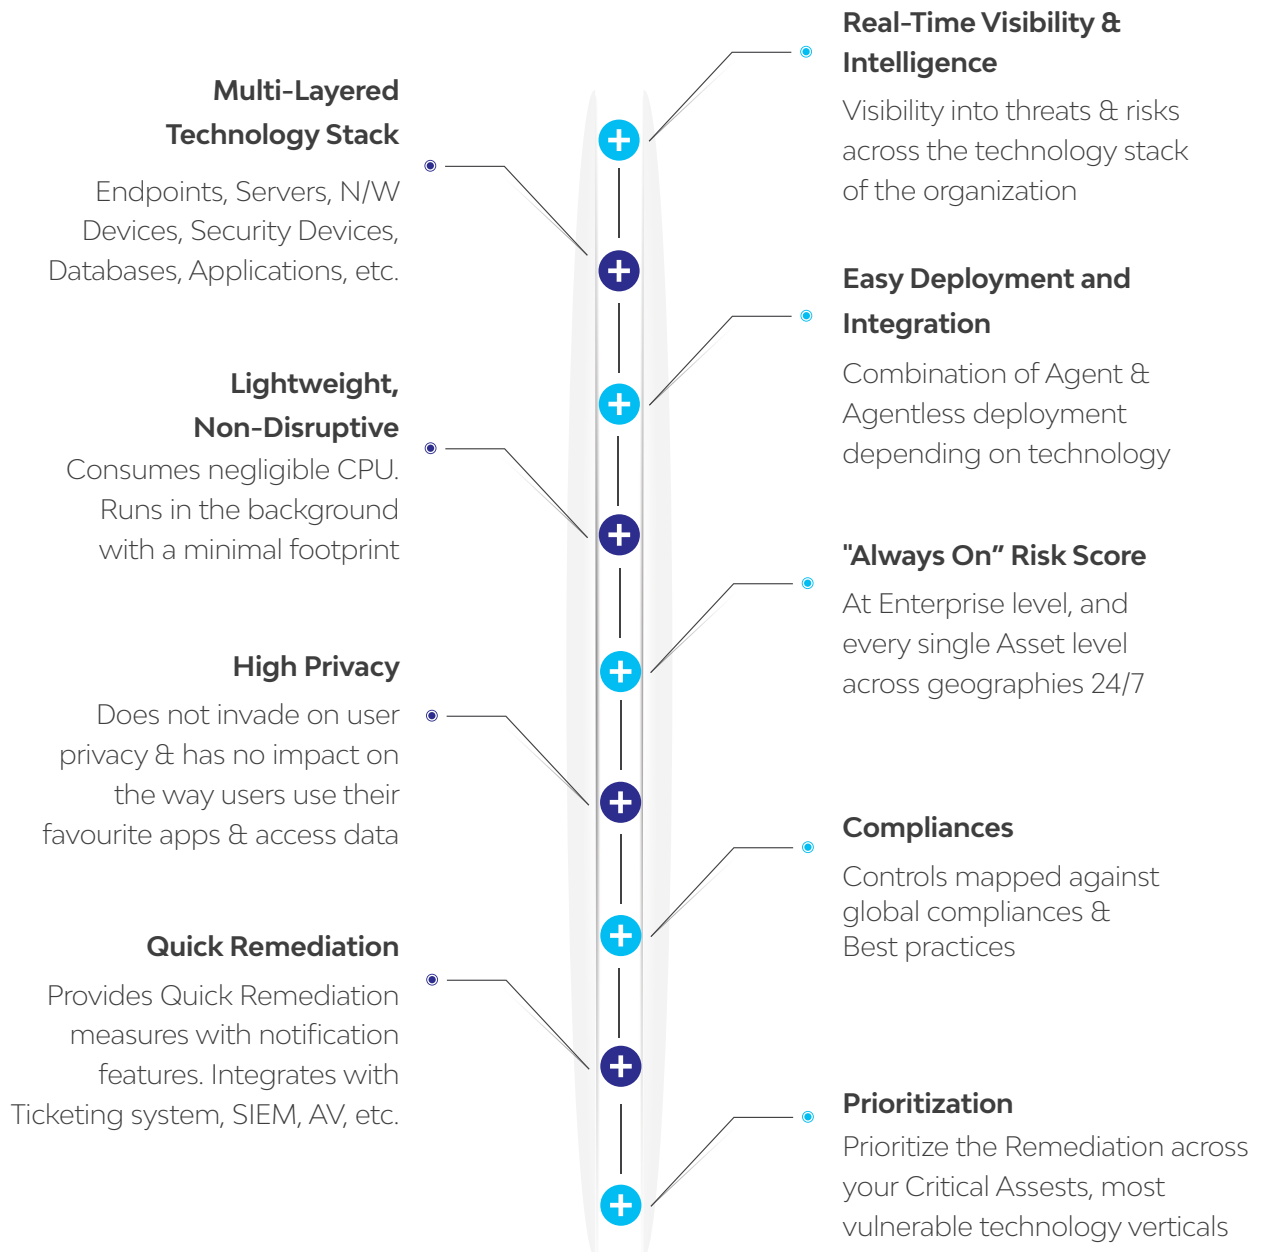 Real-Time Visibility &
Intelligence
Visibility into threats & risks
across the technology stack
of the organization
Multi-Layered
Technology Stack
Endpoints, Servers, N/W
Devices, Security Devices,
Databases, Applications, etc.
Easy Deployment and
Integration
Combination of Agent &
Agentless deployment
depending on technology
Lightweight,
Non-Disruptive
Consumes negligible CPU.
Runs in the background
with a minimal footprint
"Always On” Risk Score
At Enterprise level, and
every single Asset level
across geographies 24/7
High Privacy
Does not invade on user
privacy & has no impact on
the way users use their
favourite apps & access data
Compliances
Controls mapped against
global compliances &
Best practices
Quick Remediation
Provides Quick Remediation
measures with notification
features. Integrates with
Ticketing system, SIEM, AV, etc.
Prioritization
Prioritize the Remediation across
your Critical Assests, most
vulnerable technology verticals